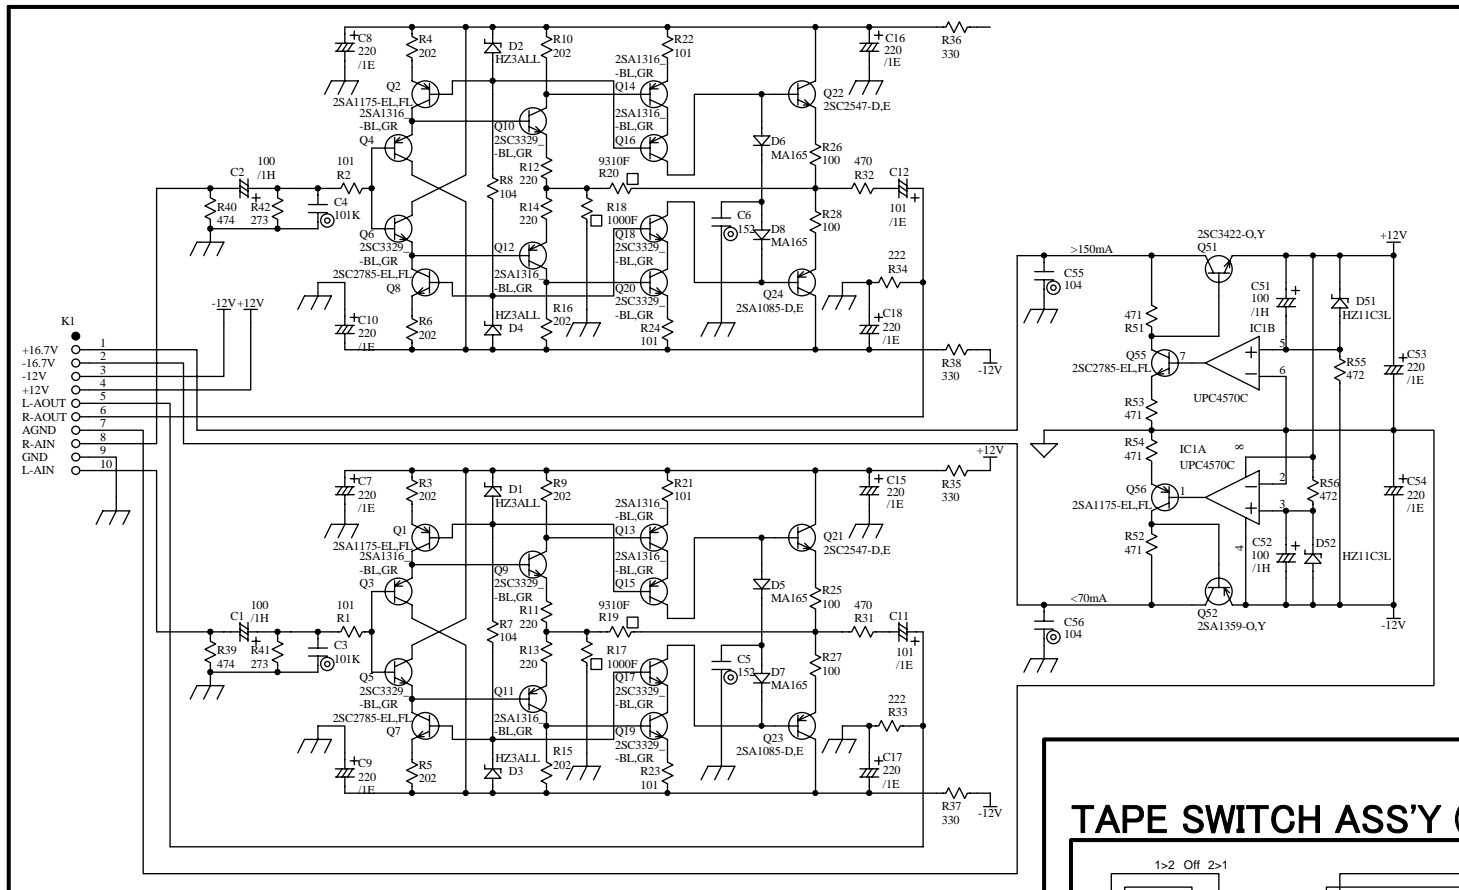 C8
220
/1E
R4
202
D2
HZ3ALL
R10
202
R22
101
C16
220
/1E
R36
330
2SA1316_
-BL,GR
Q14
Q2
2SA1175-EL,FL
2SA1316_
-BL,GR
Q4
Q10
2SC3329_
-BL,GR
2SA1316_
-BL,GR
Q16
Q22
2SC2547-D,E
D6
MA165
R26
100
100
C2
/1H
101
R2
R12
220
R8
104
9310F
R20
470
R32
C12
101
/1E
R40
474
R42
273
C4
101K
R14
220
R18
1000F
C6
152
R28
100
Q6
2SC3329_
-BL,GR
2SC2785-EL,FL
Q8
Q12
2SA1316_
-BL,GR
Q18
2SC3329_
-BL,GR
Q20
2SC3329_
-BL,GR
D8
MA165
222
R34
Q24
2SA1085-D,E
C10
220
/1E
R6
202
HZ3ALL
D4
R16
202
R24
101
C18
220
/1E
R38
330
-12V
-12V +12V
K1
+16.7V 1
-16.7V 2
-12V 3
+12V 4
L-AOUT 5
R-AOUT 6
AGND 7
R-AIN 8
GND 9
L-AIN 10
>150mA
2SC3422-O,Y
Q51
+12V
C55
104
471
R51
C51
100
/1H
D51
HZ11C3L
IC1B
5
6
7
Q55
2SC2785-EL,FL
UPC4570C
R55
472
C53
220
/1E
R53
471
R54
471
IC1A
UPC4570C
8
Q56
2SA1175-EL,FL
1
2
3
4
R56
472
C54
220
/1E
R52
471
C52
100
/1H
D52
HZ11C3L
<70mA
Q52
2SA1359-O,Y
-12V
C56
104
+12V
C7
220
/1E
R3
202
D1
HZ3ALL
R9
202
R21
101
C15
220
/1E
R35
330
2SA1316_
-BL,GR
Q13
Q1
2SA1175-EL,FL
2SA1316_
-BL,GR
Q3
Q9
2SC3329_
-BL,GR
2SA1316_
-BL,GR
Q15
Q21
2SC2547-D,E
D5
MA165
R25
100
100
C1
/1H
101
R1
R11
220
R7
104
9310F
R19
470
R31
C11
101
/1E
R39
474
R41
273
C3
101K
R13
220
R17
1000F
C5
152
R27
100
Q5
2SC3329_
-BL,GR
2SC2785-EL,FL
Q7
Q11
2SA1316_
-BL,GR
Q17
2SC3329_
-BL,GR
Q19
2SC3329_
-BL,GR
D7
MA165
222
R33
Q23
2SA1085-D,E
C9
220
/1E
R5
202
HZ3ALL
D3
R15
202
R23
101
C17
220
/1E
R37
330
-12V
TAPE SWITCH ASS'Y (
1>2 Off 2>1